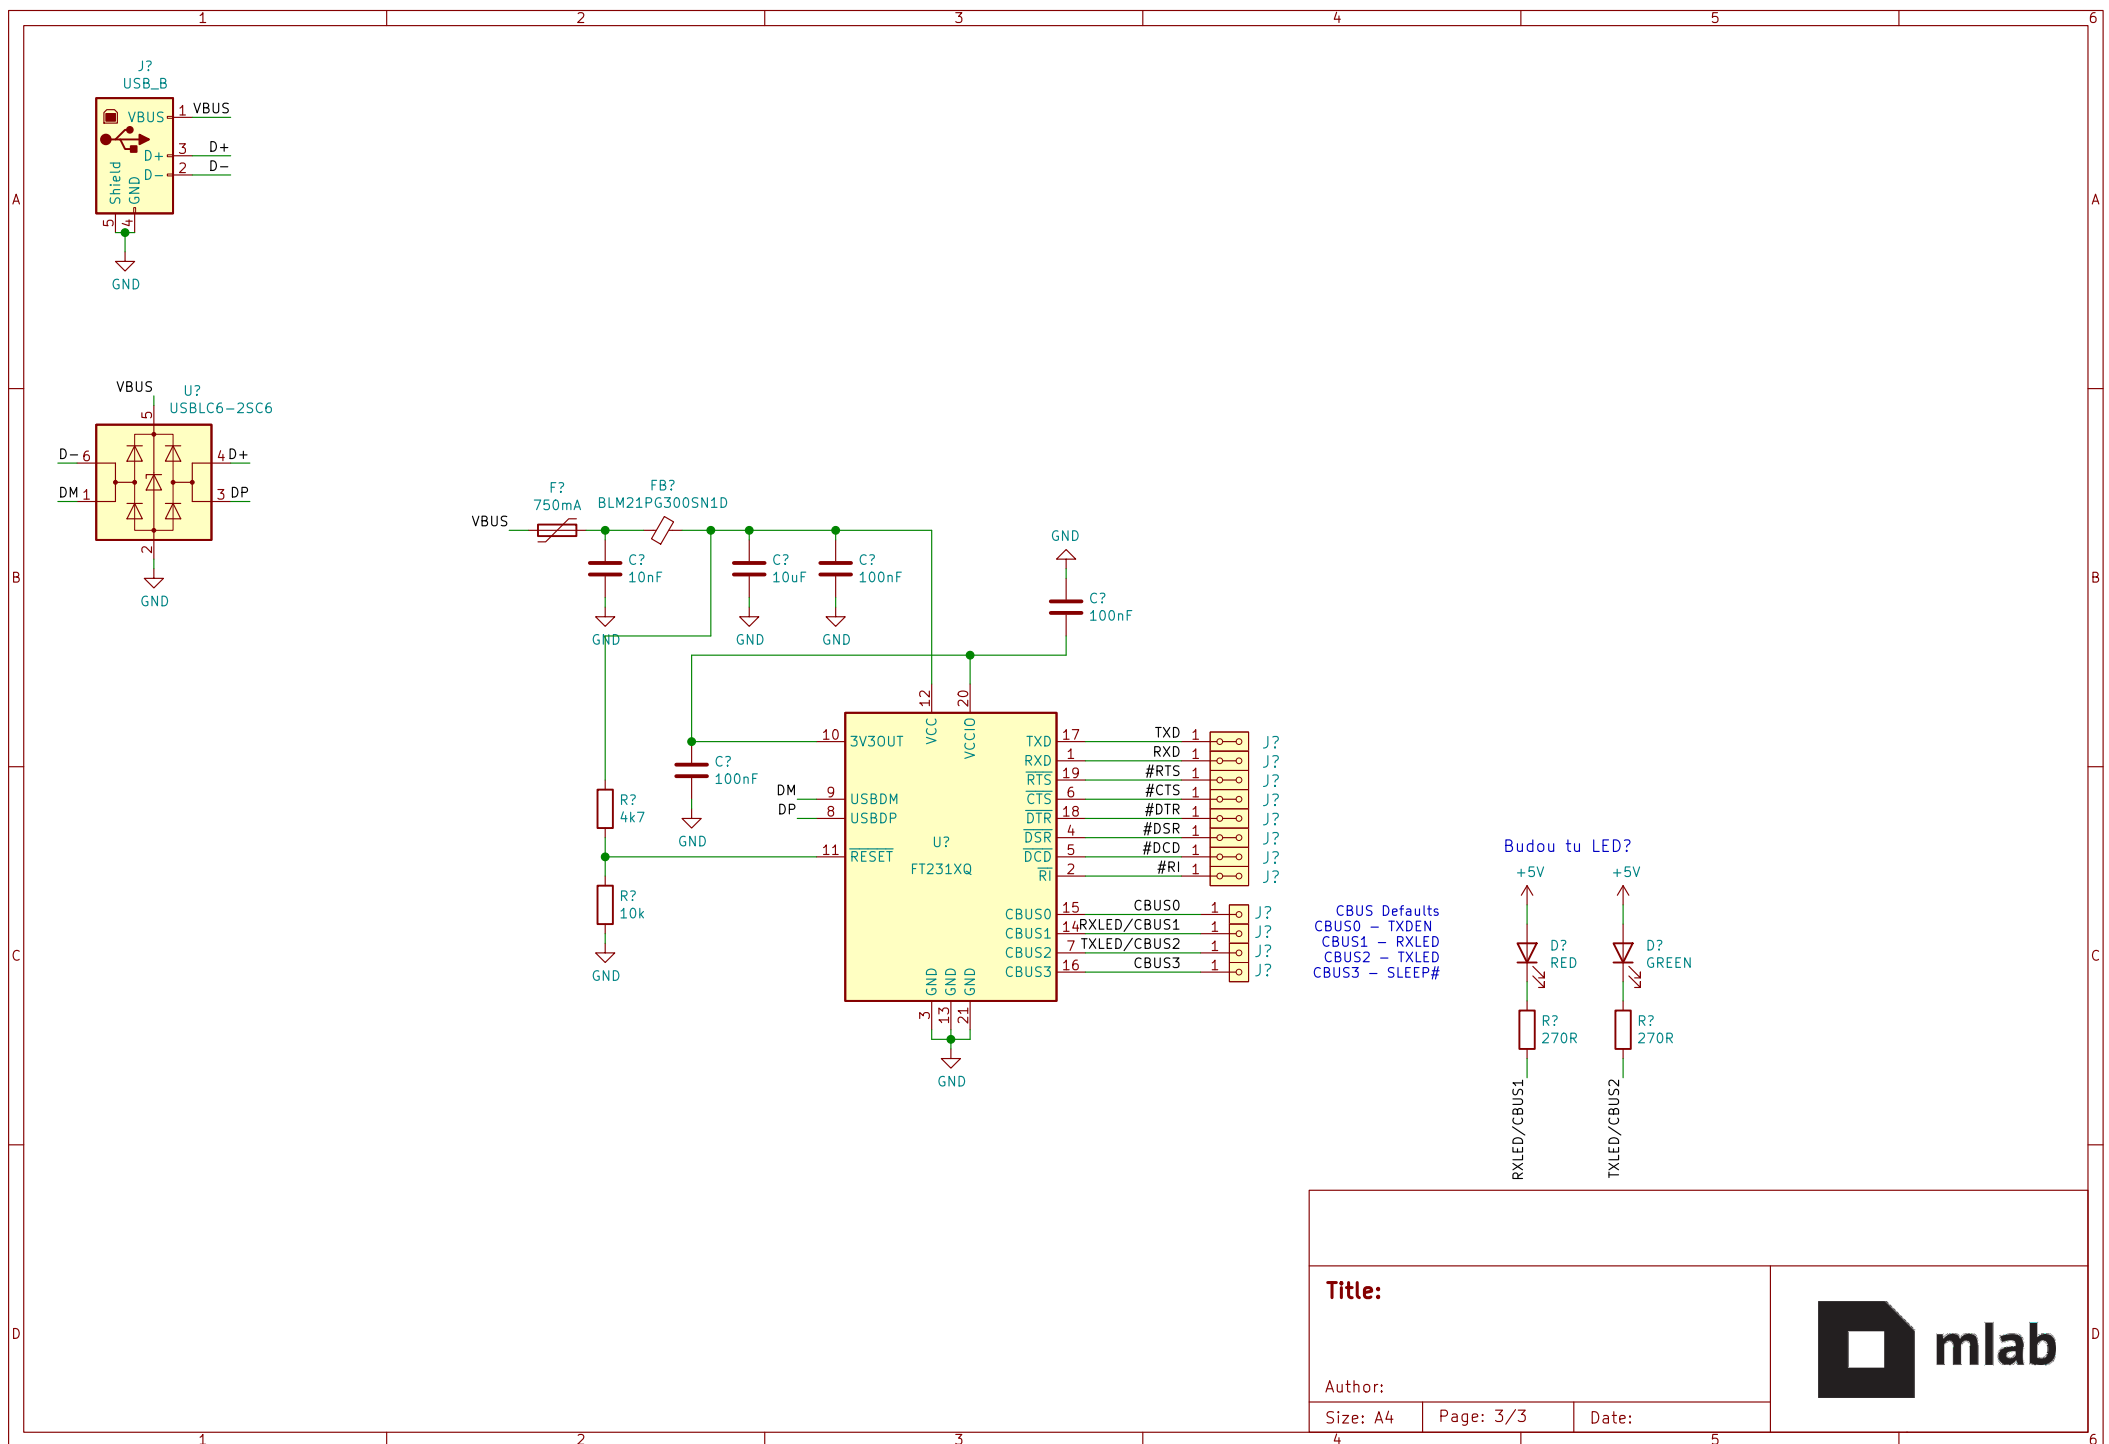 1 2 3 4 5 6
A
B
C
D
A
B
C
D
1 2 3 4 5 6
J?
USB_B
VBUS 1 VBUS
D+ 3 D+
D- 2 D-
Shield
GND
5 4
GND
VBUS
U?
USBLC6-2SC6
5
D- 6 4 D+
DM 1 3 DP
2
GND
F?
750mA
FB?
BLM21PG300SN1D
VBUS
C?
10nF
GND
C?
10uF
GND
C?
100nF
GND
GND
C?
100nF
12 20
VCC
VCCIO
10 3V3OUT
C?
100nF
GND
DM 9 USBDM
DP 8 USBDP
R?
4k7
11 RESET
R?
10k
GND
U?
FT231XQ
TXD 17 TXD 1 J?
RXD 1 RXD 1 J?
RTS 19 #RTS 1 J?
CTS 6 #CTS 1 J?
DTR 18 #DTR 1 J?
DSR 4 #DSR 1 J?
DCD 5 #DCD 1 J?
RI 2 #RI 1 J?
CBUS0 15 CBUS0 1 J?
CBUS1 14 RXLED/CBUS1 1 J?
CBUS2 7 TXLED/CBUS2 1 J?
CBUS3 16 CBUS3 1 J?
GND GND GND
3 13 21
GND
CBUS Defaults
CBUS0 - TXDEN
CBUS1 - RXLED
CBUS2 - TXLED
CBUS3 - SLEEP#
Budou tu LED?
+5V +5V
D?
RED
D?
GREEN
R?
270R
R?
270R
RXLED/CBUS1
TXLED/CBUS2
Title:
Author:
Size: A4 Page: 3/3 Date:
mlab